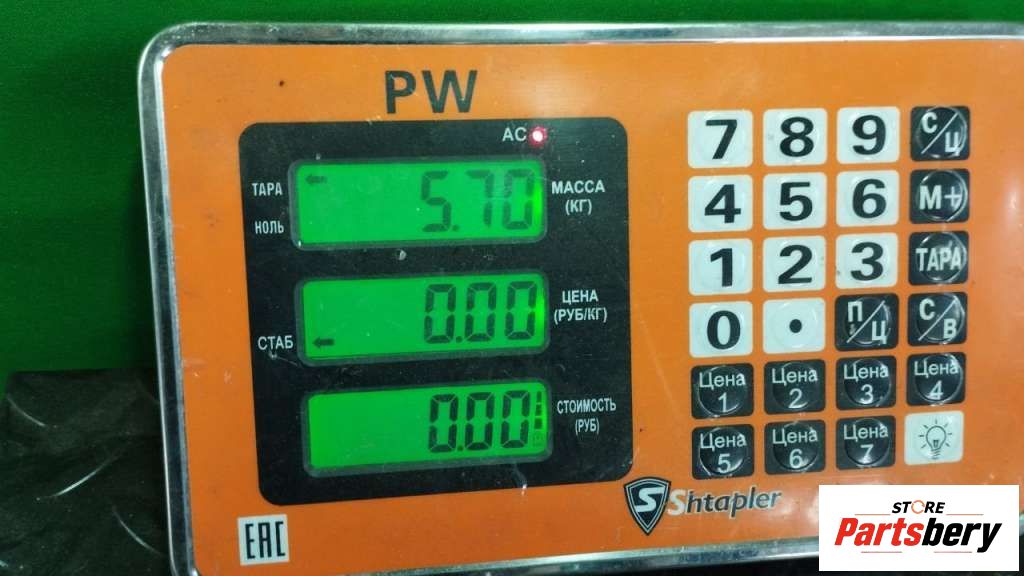 PW
AC
ТАРА
НОЛЬ
5.70
МАССА
(КГ)
СТАБ
0.00
ЦЕНА
(РУБ/КГ)
0.00
СТОИМОСТЬ
(РУБ)
7 8 9 С/Ц
4 5 6 М+
1 2 3 ТАРА
0 . П/Ц С/В
Цена 1 Цена 2 Цена 3 Цена 4
Цена 5 Цена 6 Цена 7
S Shtapler
EAC
STORE
Partsbery